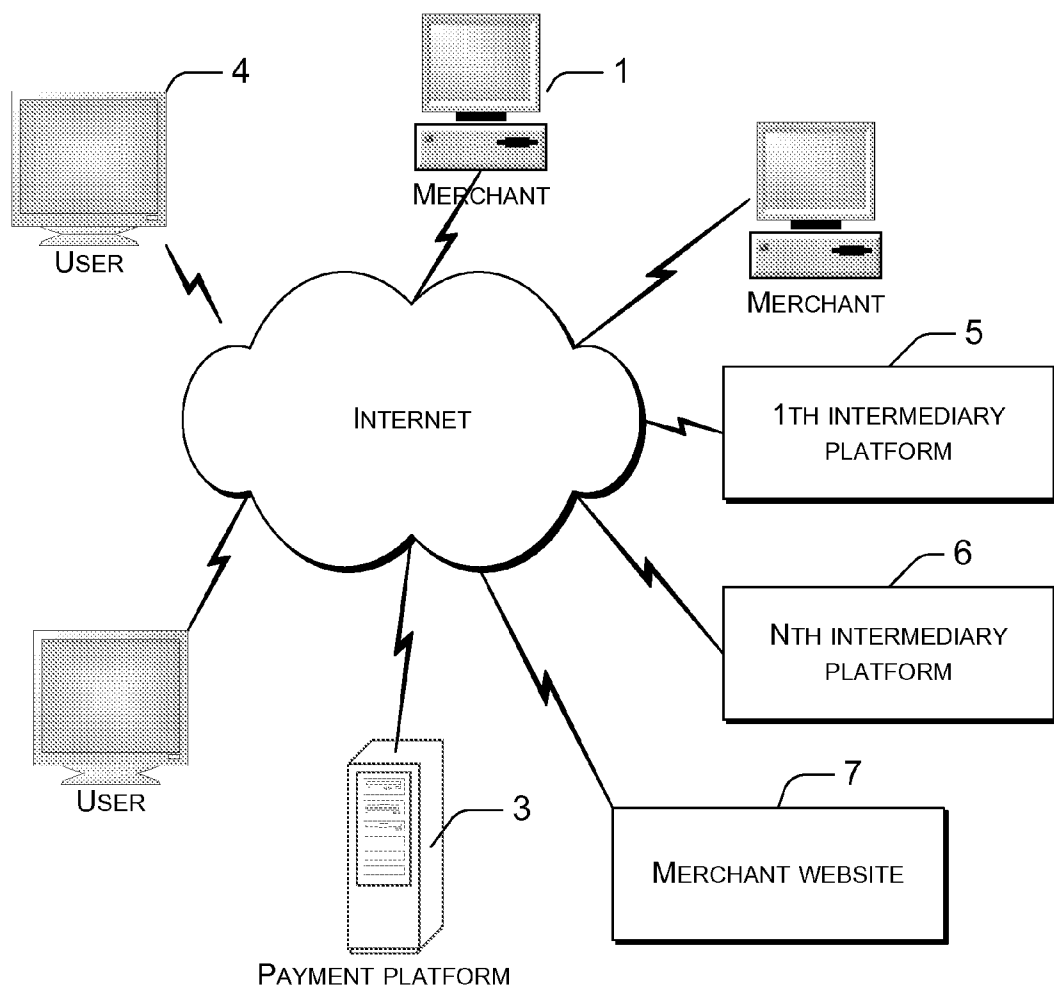 4
1
MERCHANT
USER
MERCHANT
5
INTERNET
1TH INTERMEDIARY
PLATFORM
6
NTH INTERMEDIARY
PLATFORM
USER
3
7
MERCHANT WEBSITE
PAYMENT PLATFORM